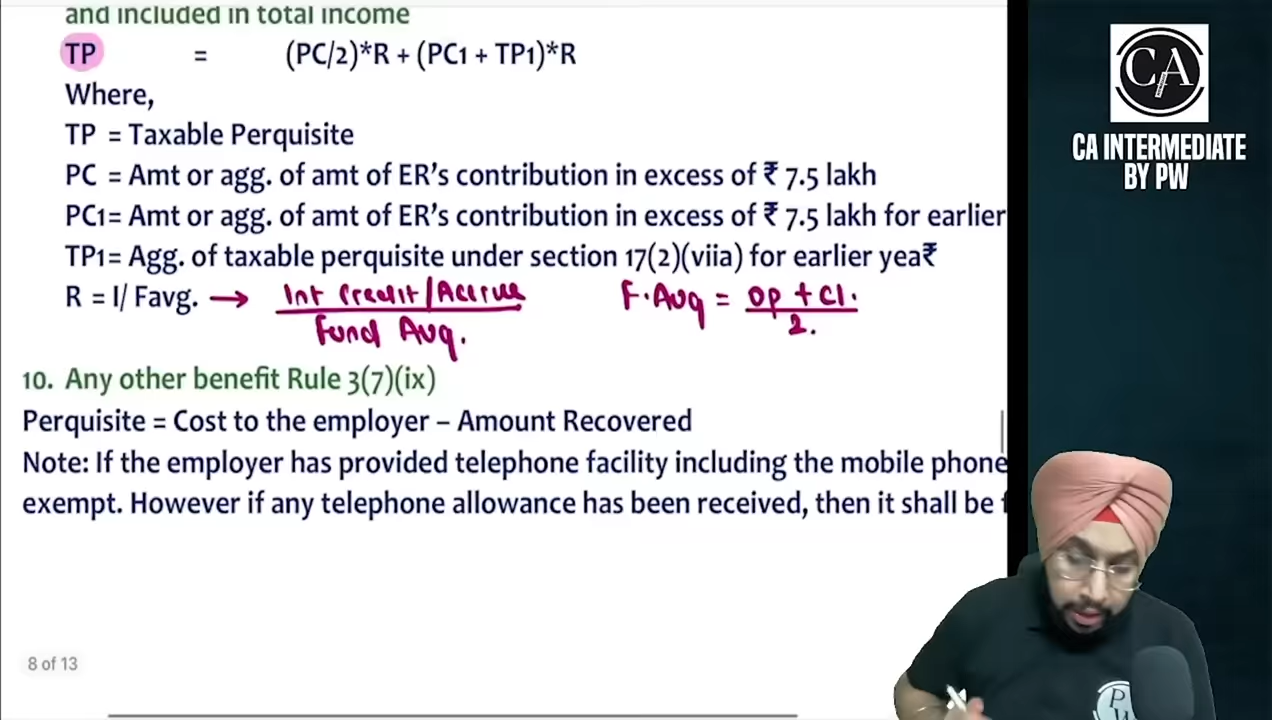 and included in total income
TP = (PC/2)*R + (PC1 + TP1)*R
Where,
TP = Taxable Perquisite
PC = Amt or agg. of amt of ER's contribution in excess of ₹ 7.5 lakh
PC1= Amt or agg. of amt of ER's contribution in excess of ₹ 7.5 lakh for earlier
TP1= Agg. of taxable perquisite under section 17(2)(viia) for earlier yea₹
R = I/ Favg. → Int Credit/Accrue
Fund Avg.
F.Avg = Op + Cl.
2.
10. Any other benefit Rule 3(7)(ix)
Perquisite = Cost to the employer – Amount Recovered
Note: If the employer has provided telephone facility including the mobile phone
exempt. However if any telephone allowance has been received, then it shall be
8 of 13
CA
CA INTERMEDIATE
BY PW